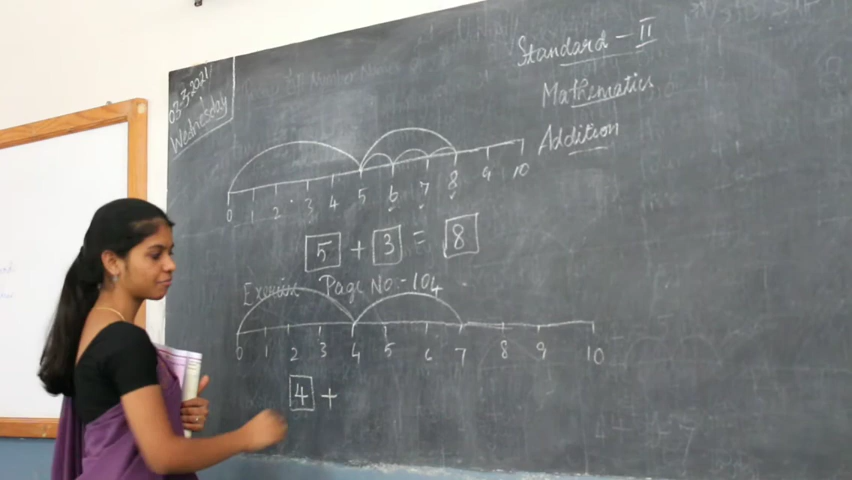 03-3-2021
Wednesday
Standard - II
Mathematics
Addition
0 1 2 3 4 5 6 7 8 9 10
5 + 3 = 8
Exercise Page No:- 104
0 1 2 3 4 5 6 7 8 9 10
4 +